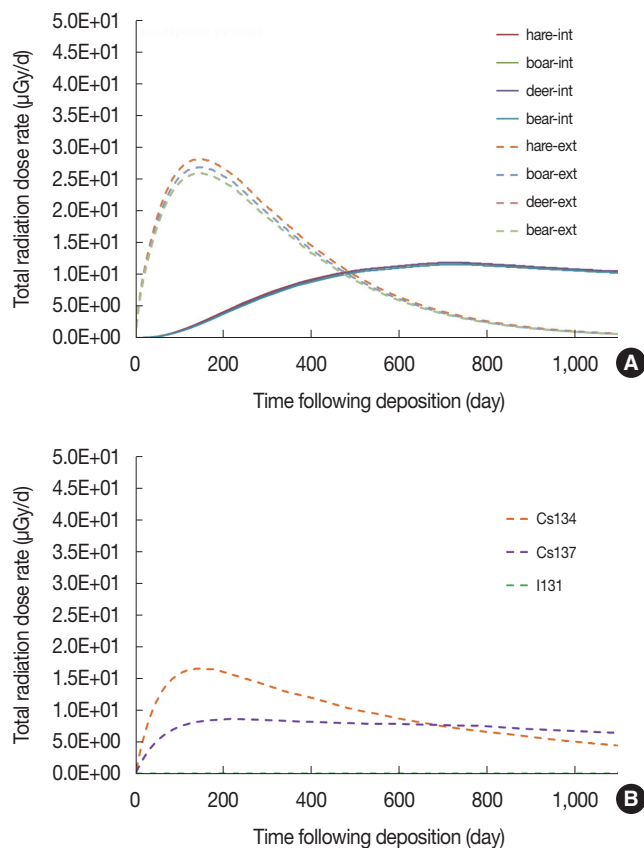 Total radiation dose rate (μGy/d)
5.0E+01
4.5E+01
4.0E+01
3.5E+01
3.0E+01
2.5E+01
2.0E+01
1.5E+01
1.0E+01
5.0E+00
0.0E+00
hare-int
boar-int
deer-int
bear-int
hare-ext
boar-ext
deer-ext
bear-ext
0 200 400 600 800 1,000
Time following deposition (day)
A
Total radiation dose rate (μGy/d)
5.0E+01
4.5E+01
4.0E+01
3.5E+01
3.0E+01
2.5E+01
2.0E+01
1.5E+01
1.0E+01
5.0E+00
0.0E+00
Cs134
Cs137
I131
0 200 400 600 800 1,000
Time following deposition (day)
B